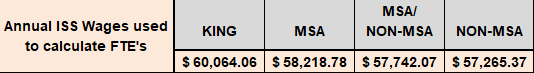 Annual ISS Wages used
to calculate FTE's
KING
MSA
MSA/
NON-MSA
NON-MSA
$ 60,064.06
$ 58,218.78
$ 57,742.07
$ 57,265.37